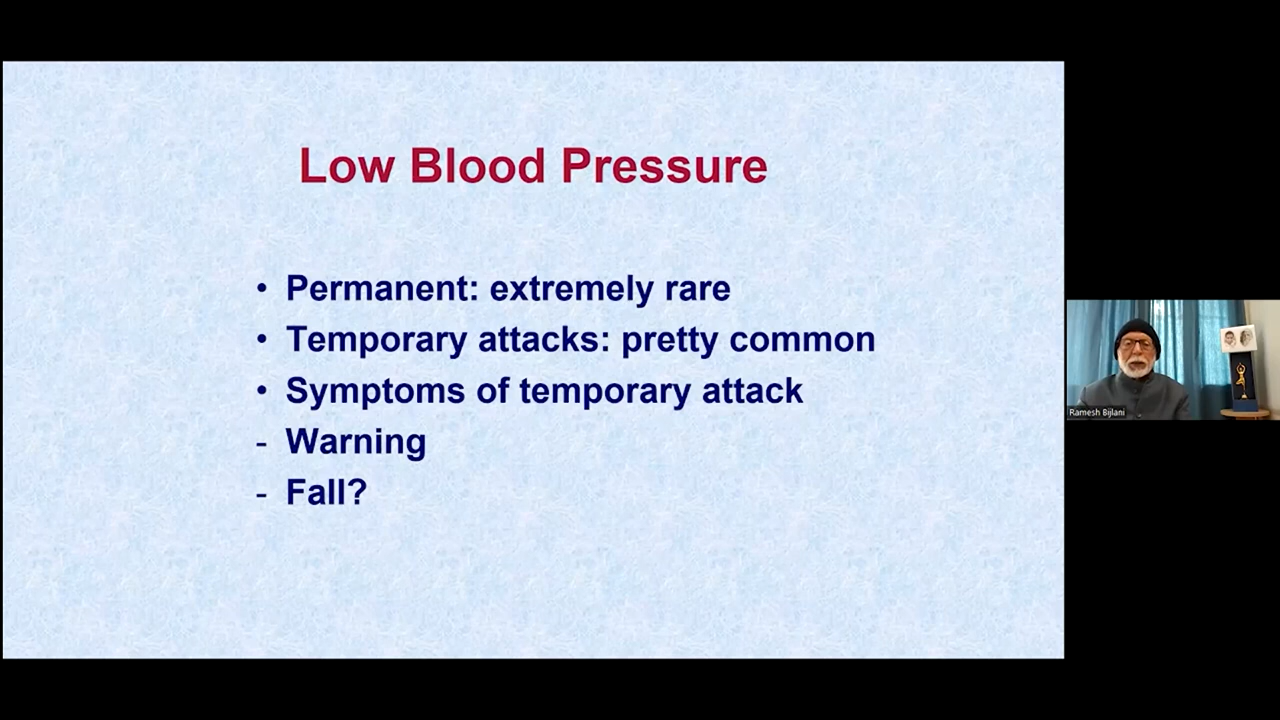 Low Blood Pressure
• Permanent: extremely rare
• Temporary attacks: pretty common
• Symptoms of temporary attack
- Warning
- Fall?
Ramesh Bijlani